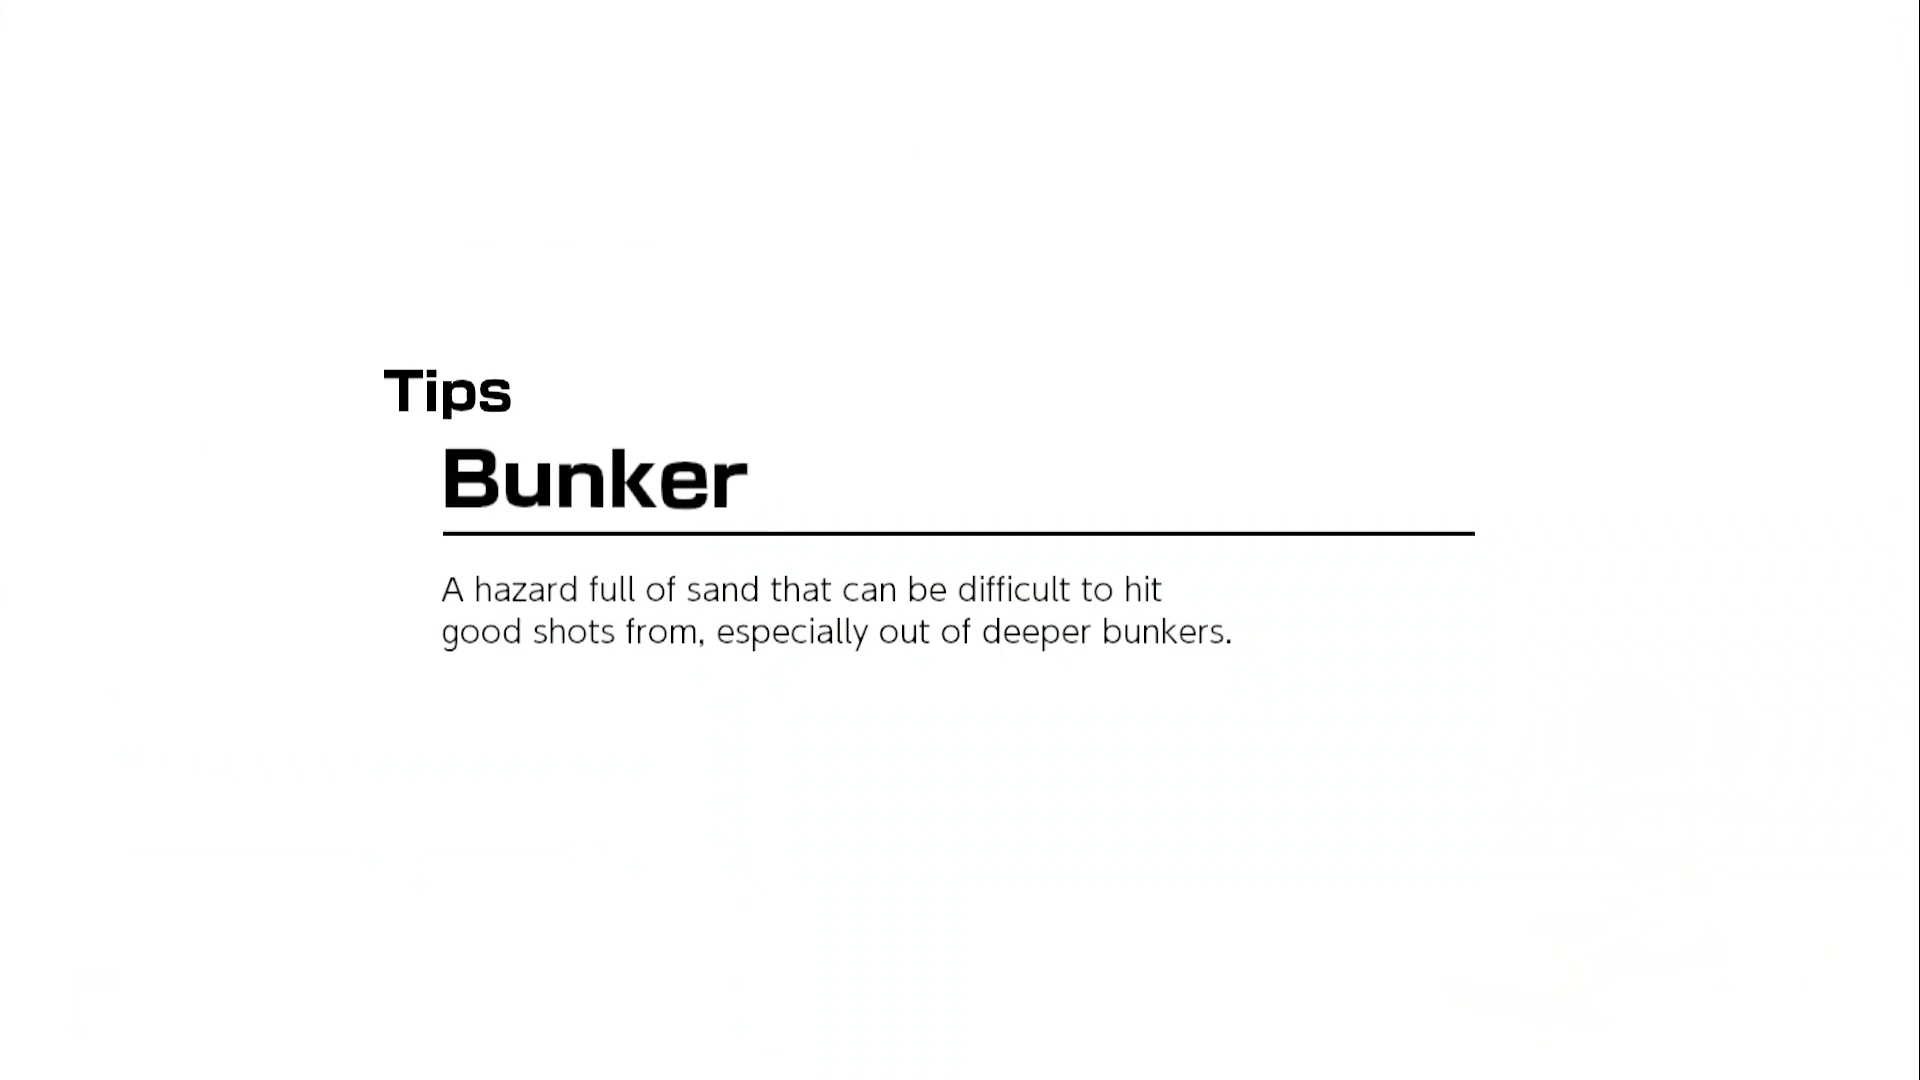 Tips
Bunker
A hazard full of sand that can be difficult to hit
good shots from, especially out of deeper bunkers.